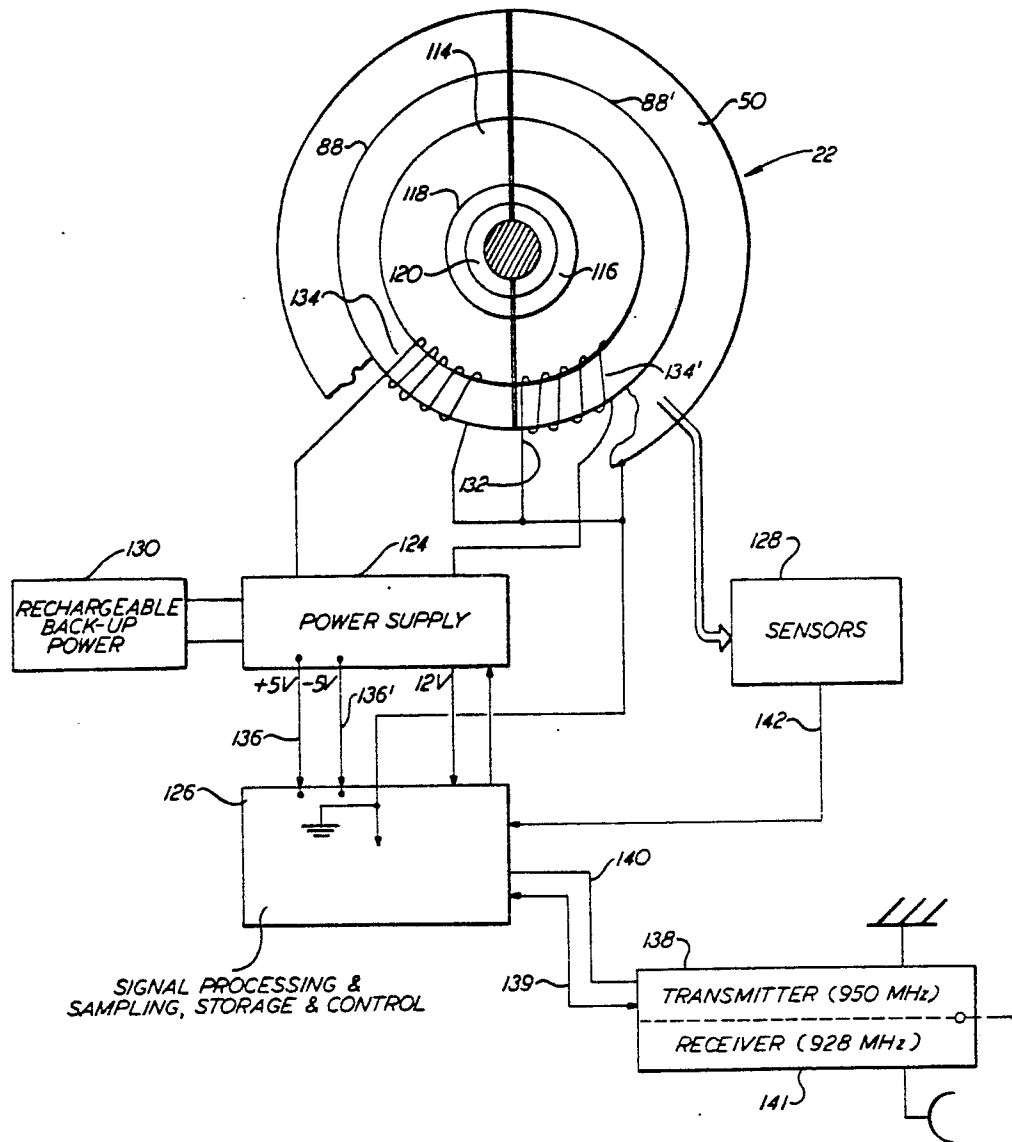 114
88'
50
88
22
118
120
116
134
134'
132
130
124
128
RECHARGEABLE
BACK-UP
POWER
POWER SUPPLY
SENSORS
+5V -5V 12V
136'
136
142
126
140
SIGNAL PROCESSING &
SAMPLING, STORAGE & CONTROL
139
138
TRANSMITTER (950 MHz)
RECEIVER (928 MHz)
141